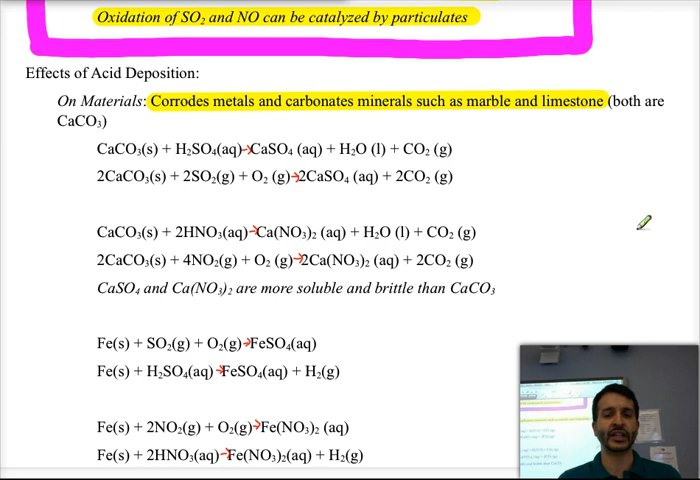 Oxidation of SO₂ and NO can be catalyzed by particulates
Effects of Acid Deposition:
On Materials: Corrodes metals and carbonates minerals such as marble and limestone (both are
CaCO₃)
CaCO₃(s) + H₂SO₄(aq)→CaSO₄ (aq) + H₂O (l) + CO₂ (g)
2CaCO₃(s) + 2SO₂(g) + O₂ (g)→2CaSO₄ (aq) + 2CO₂ (g)
CaCO₃(s) + 2HNO₃(aq)→Ca(NO₃)₂ (aq) + H₂O (l) + CO₂ (g)
2CaCO₃(s) + 4NO₂(g) + O₂ (g)→2Ca(NO₃)₂ (aq) + 2CO₂ (g)
CaSO₄ and Ca(NO₃)₂ are more soluble and brittle than CaCO₃
Fe(s) + SO₂(g) + O₂(g)→FeSO₄(aq)
Fe(s) + H₂SO₄(aq)→FeSO₄(aq) + H₂(g)
Fe(s) + 2NO₂(g) + O₂(g)→Fe(NO₃)₂ (aq)
Fe(s) + 2HNO₃(aq)→Fe(NO₃)₂(aq) + H₂(g)